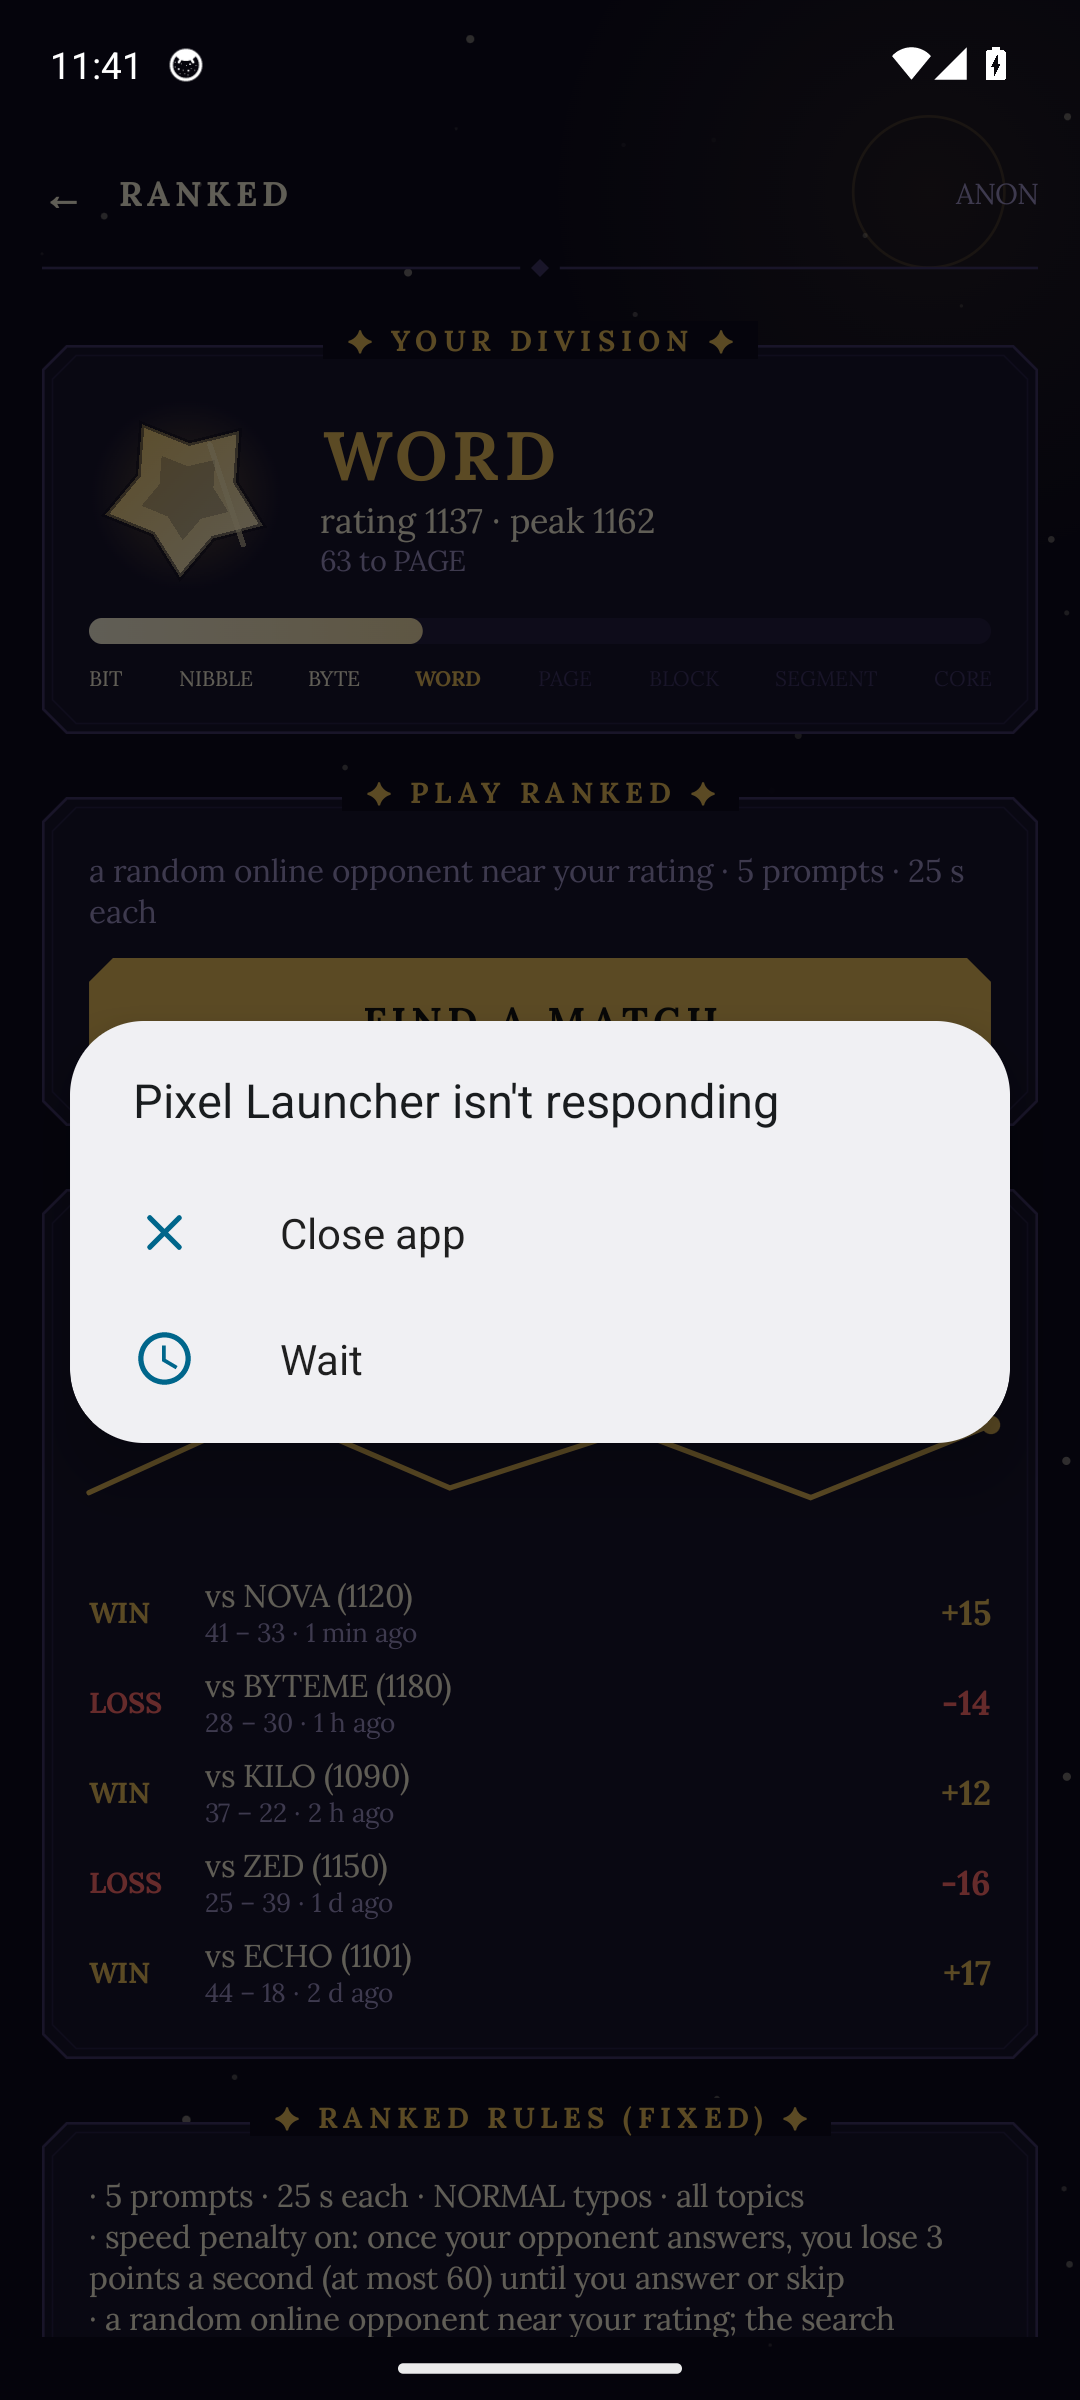 11:41
← RANKED ANON
YOUR DIVISION
WORD
rating 1137 · peak 1162
63 to PAGE
BIT NIBBLE BYTE WORD PAGE BLOCK SEGMENT CORE
PLAY RANKED
a random online opponent near your rating · 5 prompts · 25 s
each
FIND A MATCH
Pixel Launcher isn't responding
Close app
Wait
WIN vs NOVA (1120) +15
41 – 33 · 1 min ago
LOSS vs BYTEME (1180) -14
28 – 30 · 1 h ago
WIN vs KILO (1090) +12
37 – 22 · 2 h ago
LOSS vs ZED (1150) -16
25 – 39 · 1 d ago
WIN vs ECHO (1101) +17
44 – 18 · 2 d ago
RANKED RULES (FIXED)
· 5 prompts · 25 s each · NORMAL typos · all topics
· speed penalty on: once your opponent answers, you lose 3
points a second (at most 60) until you answer or skip
· a random online opponent near your rating; the search